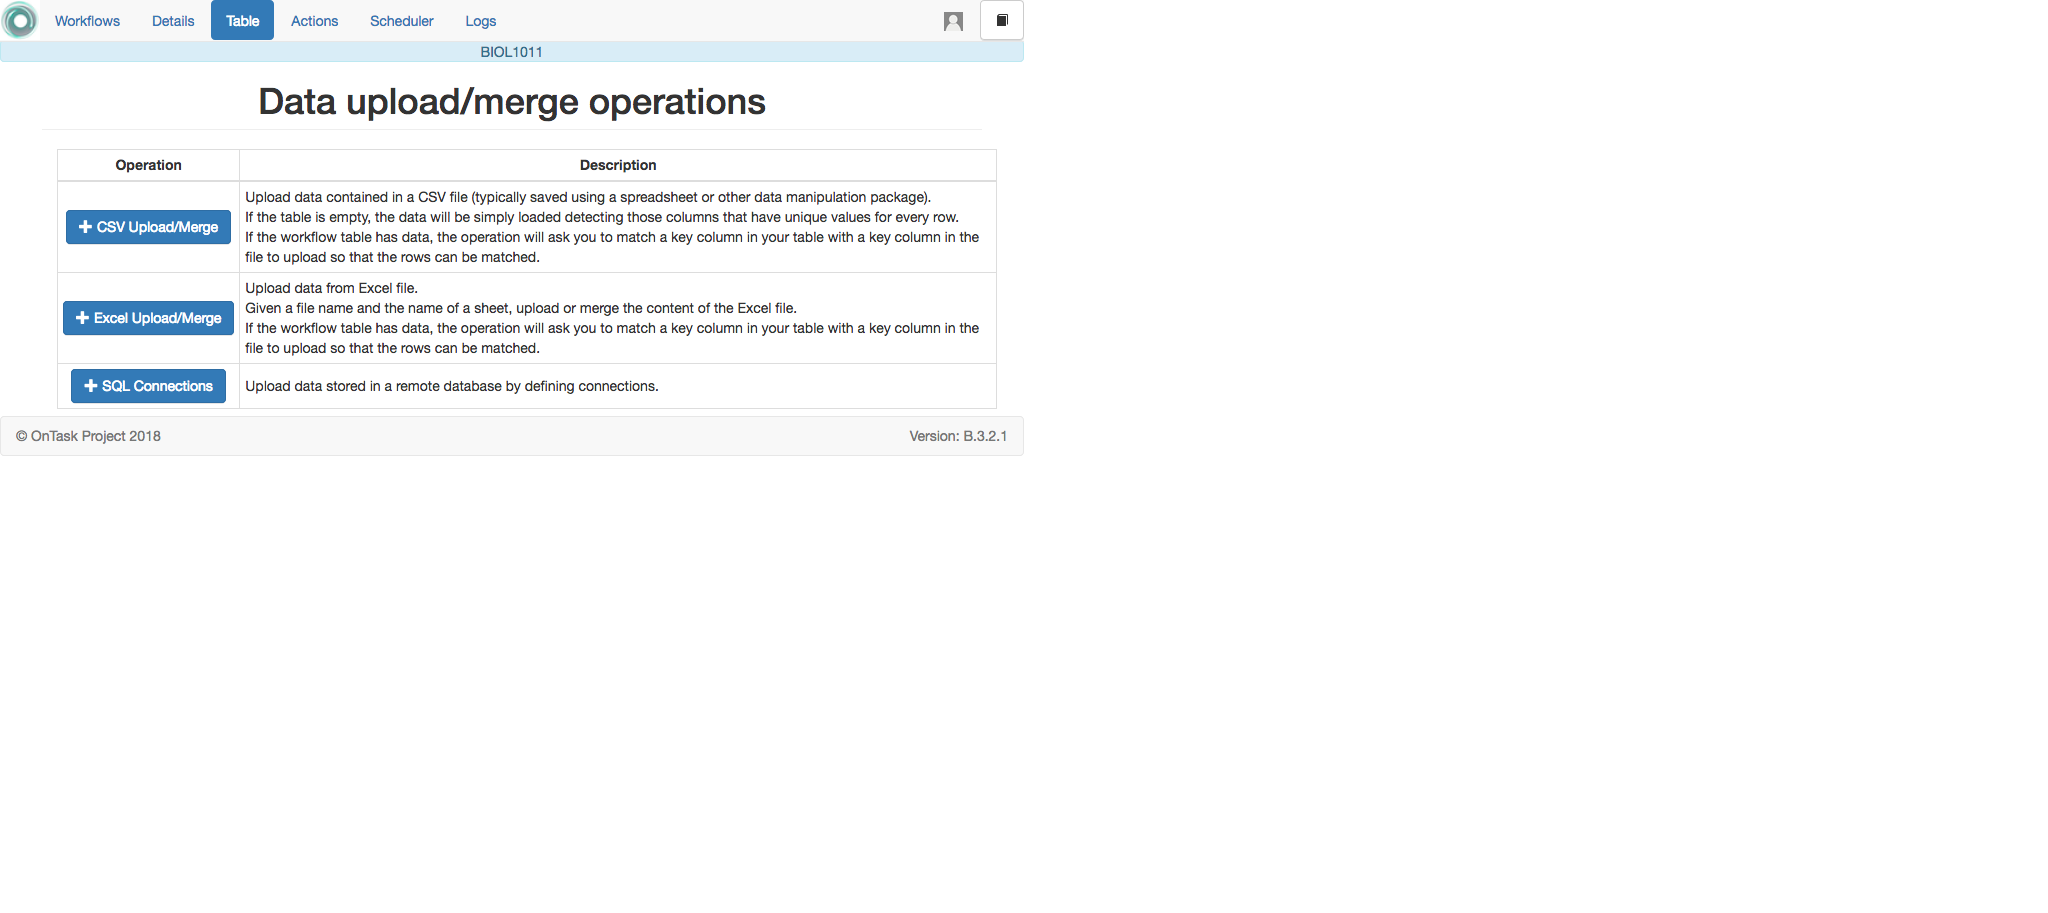 Workflows Details Table Actions Scheduler Logs
BIOL1011
Data upload/merge operations
Operation Description
CSV Upload/Merge
Upload data contained in a CSV file (typically saved using a spreadsheet or other data manipulation package).
If the table is empty, the data will be simply loaded detecting those columns that have unique values for every row.
If the workflow table has data, the operation will ask you to match a key column in your table with a key column in the
file to upload so that the rows can be matched.
Excel Upload/Merge
Upload data from Excel file.
Given a file name and the name of a sheet, upload or merge the content of the Excel file.
If the workflow table has data, the operation will ask you to match a key column in your table with a key column in the
file to upload so that the rows can be matched.
SQL Connections
Upload data stored in a remote database by defining connections.
© OnTask Project 2018 Version: B.3.2.1